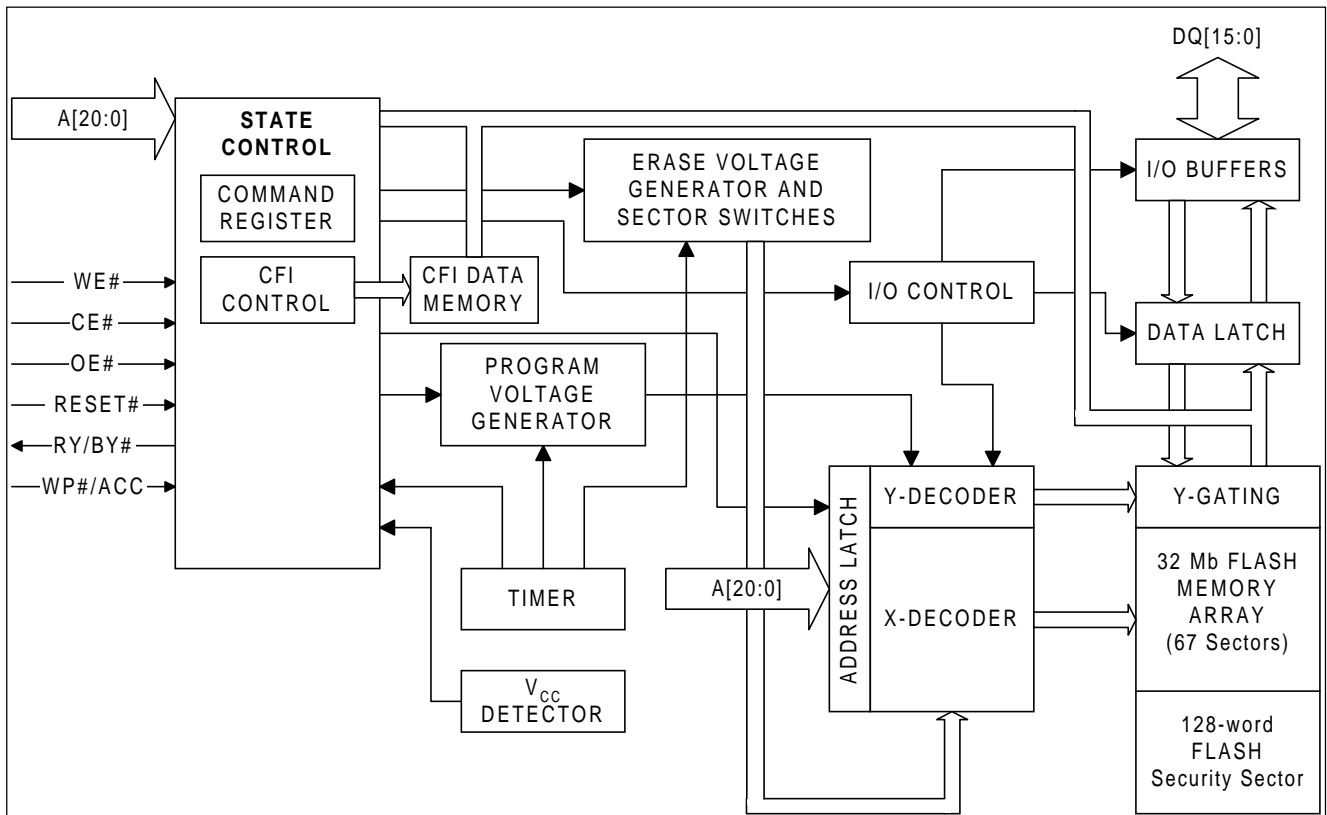 DQ[15:0]
A[20:0]
STATE
CONTROL
COMMAND
REGISTER
CFI
CONTROL
CFI DATA
MEMORY
ERASE VOLTAGE
GENERATOR AND
SECTOR SWITCHES
I/O BUFFERS
I/O CONTROL
DATA LATCH
WE#
CE#
OE#
RESET#
RY/BY#
WP#/ACC
PROGRAM
VOLTAGE
GENERATOR
TIMER
VCC
DETECTOR
A[20:0]
ADDRESS LATCH
Y-DECODER
X-DECODER
Y-GATING
32 Mb FLASH
MEMORY
ARRAY
(67 Sectors)
128-word
FLASH
Security Sector